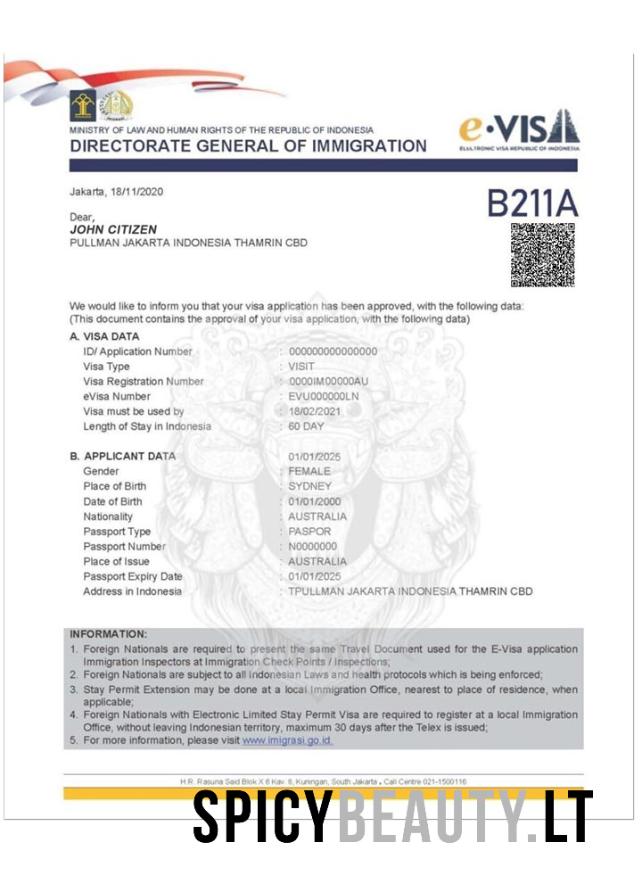 MINISTRY OF LAW AND HUMAN RIGHTS OF THE REPUBLIC OF INDONESIA
DIRECTORATE GENERAL OF IMMIGRATION
e-VISA
ELECTRONIC VISA REPUBLIC OF INDONESIA
Jakarta, 18/11/2020
B211A
Dear,
JOHN CITIZEN
PULLMAN JAKARTA INDONESIA THAMRIN CBD
We would like to inform you that your visa application has been approved, with the following data:
(This document contains the approval of your visa application, with the following data)
A. VISA DATA
ID/ Application Number : 000000000000000
Visa Type : VISIT
Visa Registration Number : 0000IM00000AU
eVisa Number : EVU000000LN
Visa must be used by : 18/02/2021
Length of Stay in Indonesia : 60 DAY
B. APPLICANT DATA 01/01/2025
Gender : FEMALE
Place of Birth : SYDNEY
Date of Birth : 01/01/2000
Nationality : AUSTRALIA
Passport Type : PASPOR
Passport Number : N0000000
Place of Issue : AUSTRALIA
Passport Expiry Date : 01/01/2025
Address in Indonesia : TPULLMAN JAKARTA INDONESIA THAMRIN CBD
INFORMATION:
1. Foreign Nationals are required to present the same Travel Document used for the E-Visa application
Immigration Inspectors at Immigration Check Points / Inspections;
2. Foreign Nationals are subject to all Indonesian Laws and health protocols which is being enforced;
3. Stay Permit Extension may be done at a local Immigration Office, nearest to place of residence, when
applicable;
4. Foreign Nationals with Electronic Limited Stay Permit Visa are required to register at a local Immigration
Office, without leaving Indonesian territory, maximum 30 days after the Telex is issued;
5. For more information, please visit www.imigrasi.go.id.
H.R. Rasuna Said Blok X 6 Kav. 8, Kuningan, South Jakarta . Call Centre 021-1500116
SPICYBEAUTY.LT